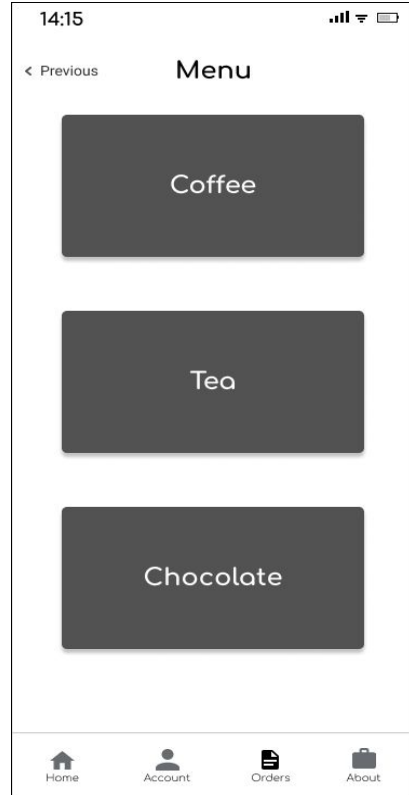 14:15
< Previous
Menu
Coffee
Tea
Chocolate
Home
Account
Orders
About